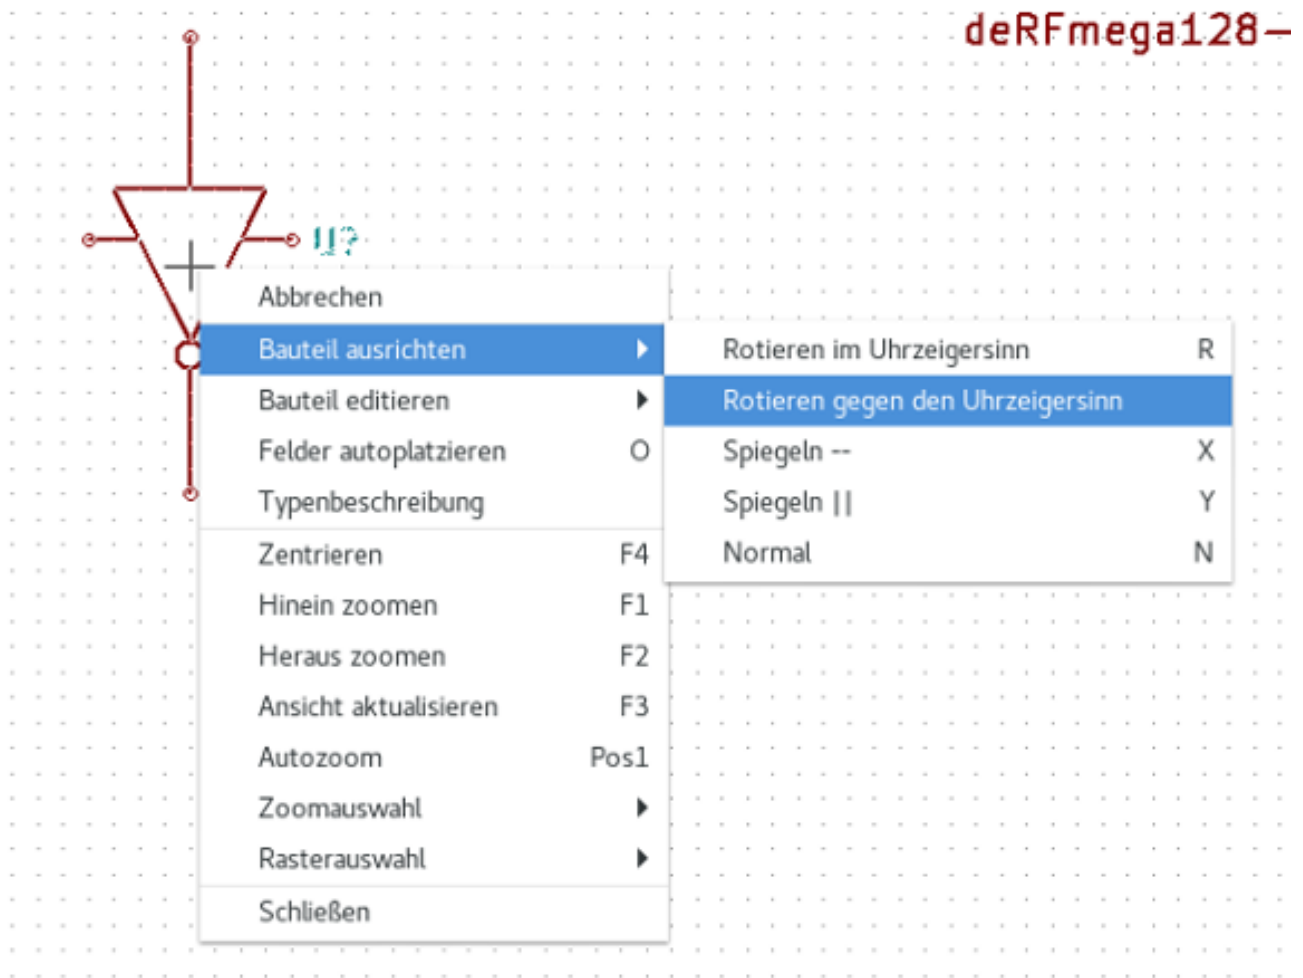 deRFmega128-
U?
Abbrechen
Bauteil ausrichten
Bauteil editieren
Felder autoplatzieren O
Typenbeschreibung
Zentrieren F4
Hinein zoomen F1
Heraus zoomen F2
Ansicht aktualisieren F3
Autozoom Pos1
Zoomauswahl
Rasterauswahl
Schließen
Rotieren im Uhrzeigersinn R
Rotieren gegen den Uhrzeigersinn
Spiegeln -- X
Spiegeln || Y
Normal N